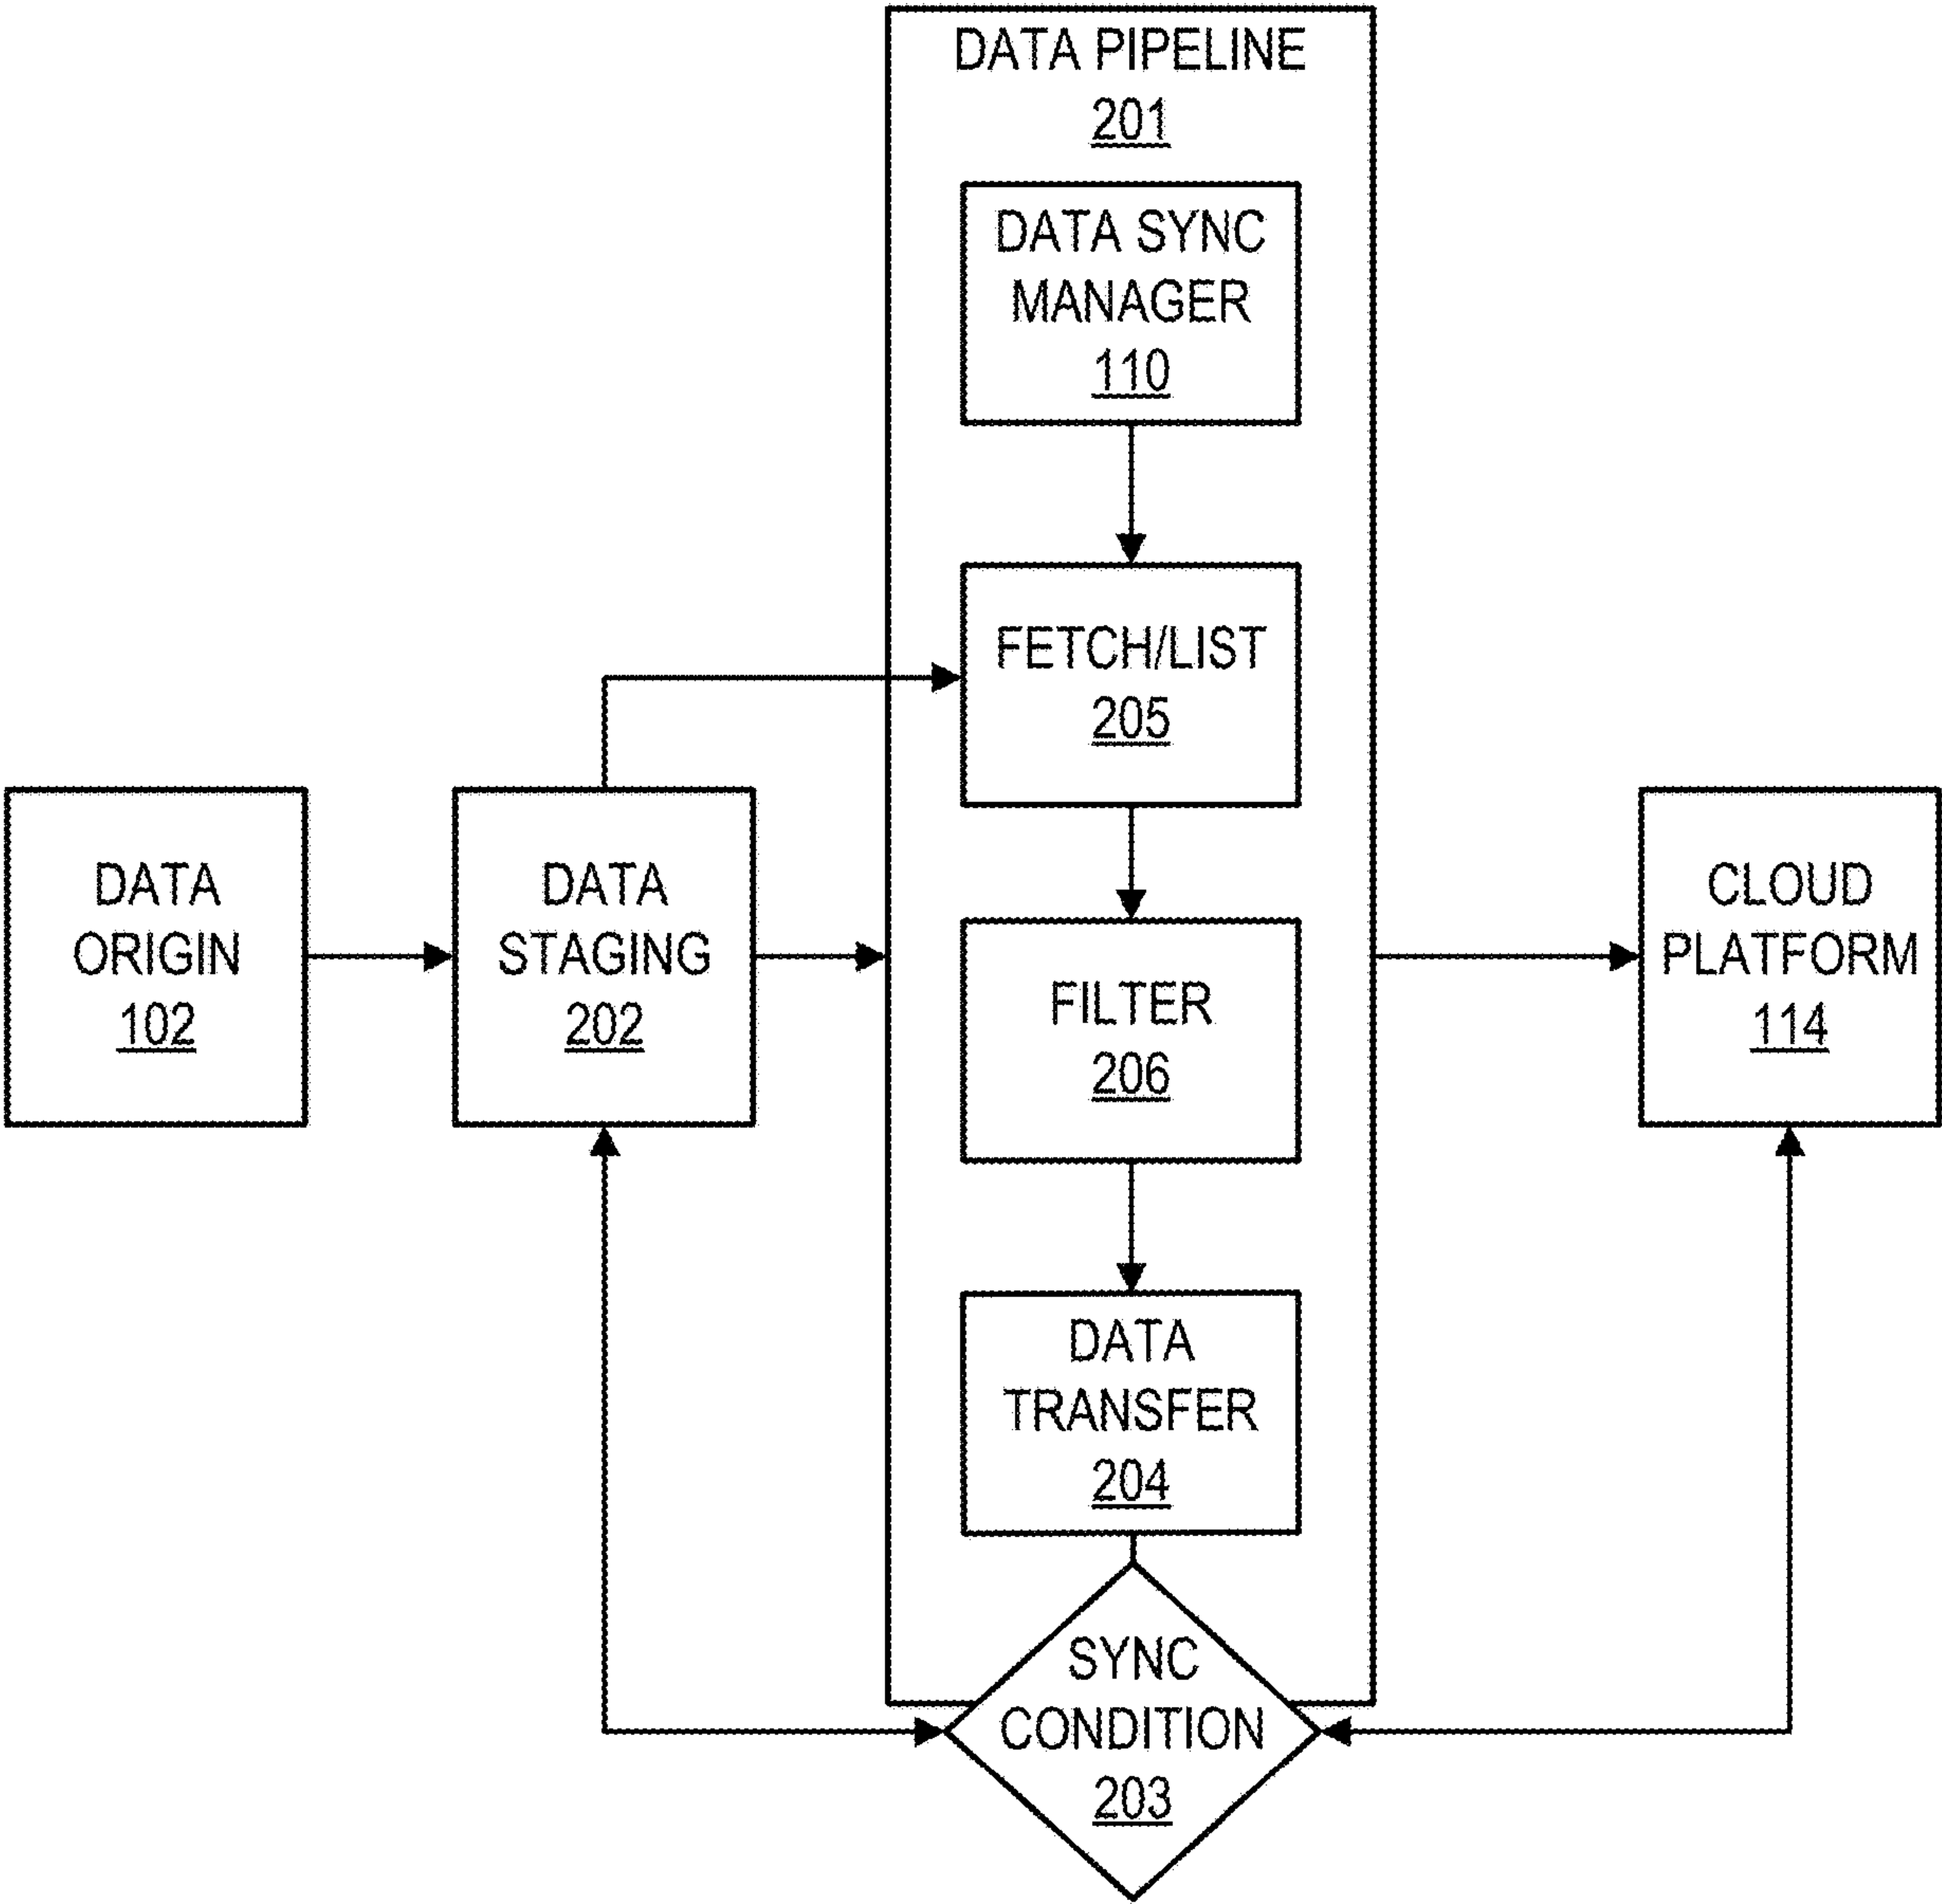 DATA PIPELINE
201
DATA SYNC
MANAGER
110
FETCH/LIST
205
DATA
ORIGIN
102
DATA
STAGING
202
FILTER
206
CLOUD
PLATFORM
114
DATA
TRANSFER
204
SYNC
CONDITION
203